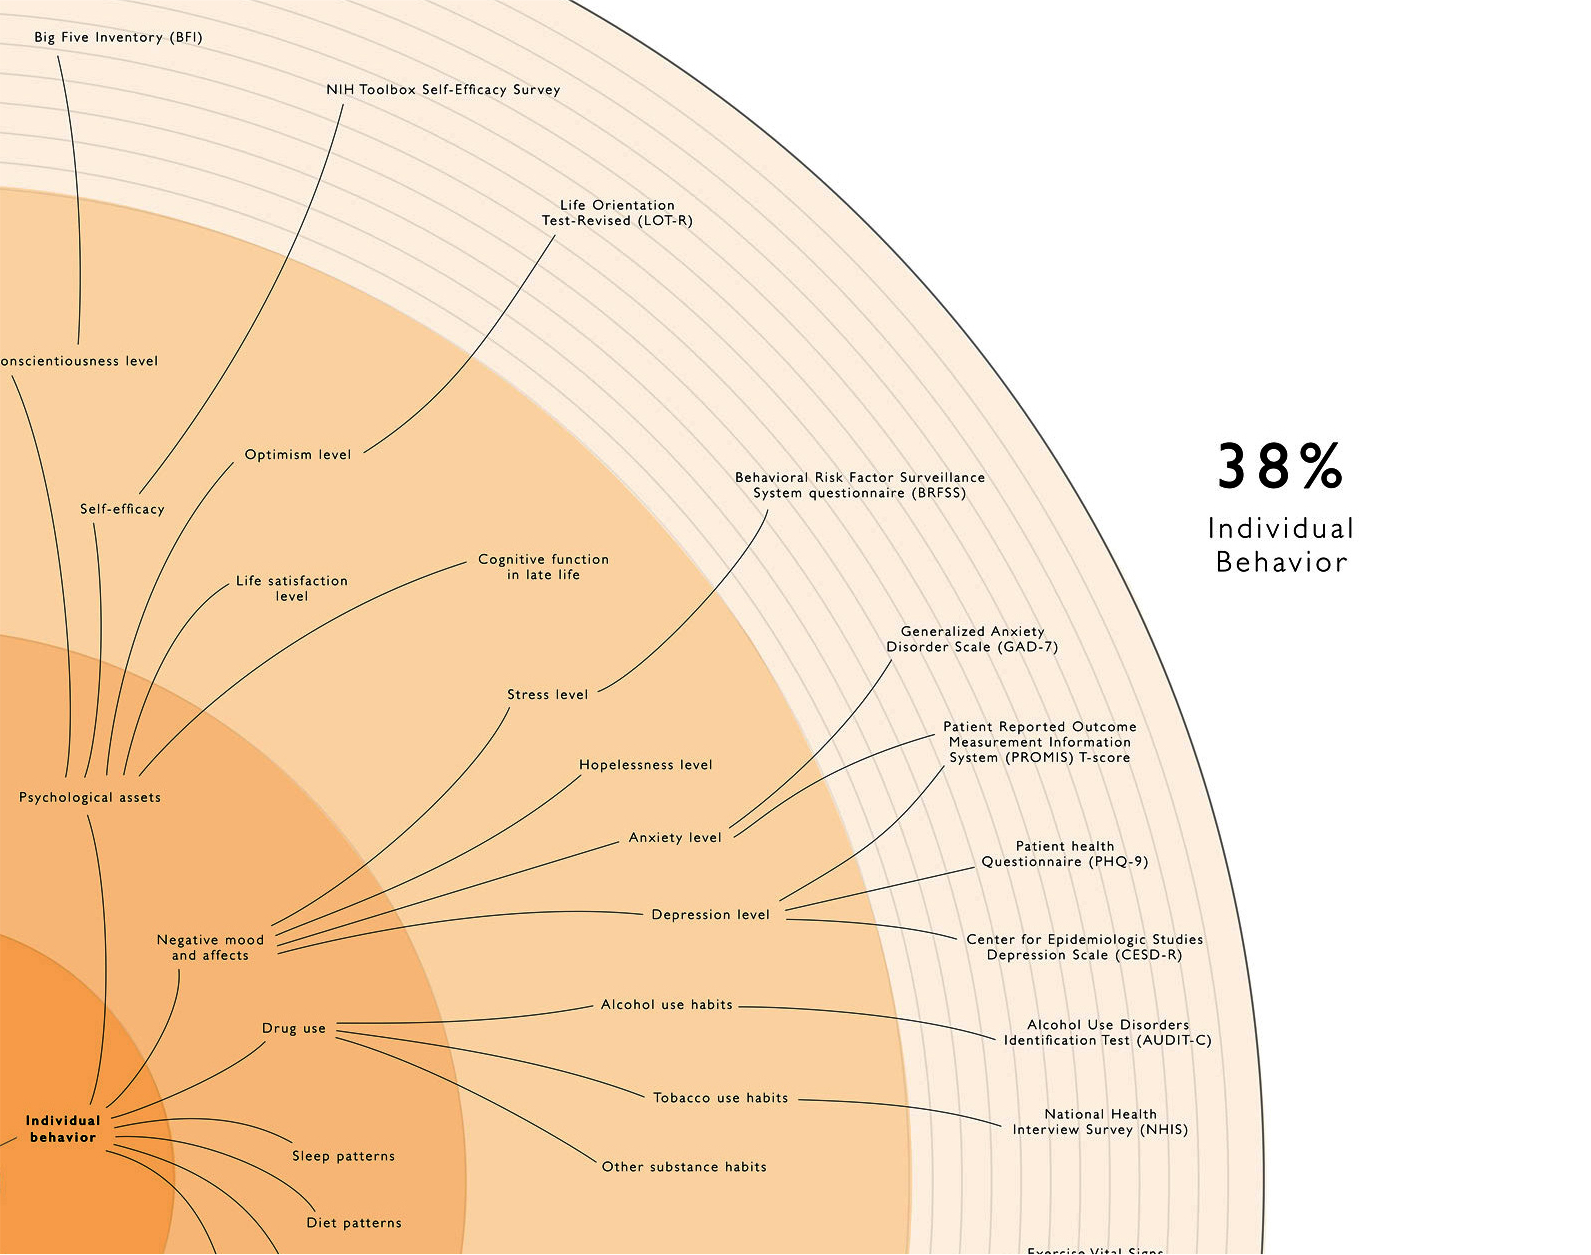 Big Five Inventory (BFI)
NIH Toolbox Self-Efficacy Survey
Life Orientation
Test-Revised (LOT-R)
onscientiousness level
Optimism level
Self-efficacy
Behavioral Risk Factor Surveillance
System questionnaire (BRFSS)
38%
Individual
Behavior
Cognitive function
in late life
Life satisfaction
level
Generalized Anxiety
Disorder Scale (GAD-7)
Stress level
Patient Reported Outcome
Measurement Information
System (PROMIS) T-score
Hopelessness level
Psychological assets
Anxiety level
Patient health
Questionnaire (PHQ-9)
Depression level
Negative mood
and affects
Center for Epidemiologic Studies
Depression Scale (CESD-R)
Alcohol use habits
Drug use
Alcohol Use Disorders
Identification Test (AUDIT-C)
Tobacco use habits
National Health
Interview Survey (NHIS)
Individual
behavior
Sleep patterns
Other substance habits
Diet patterns
Exercise Vital Signs